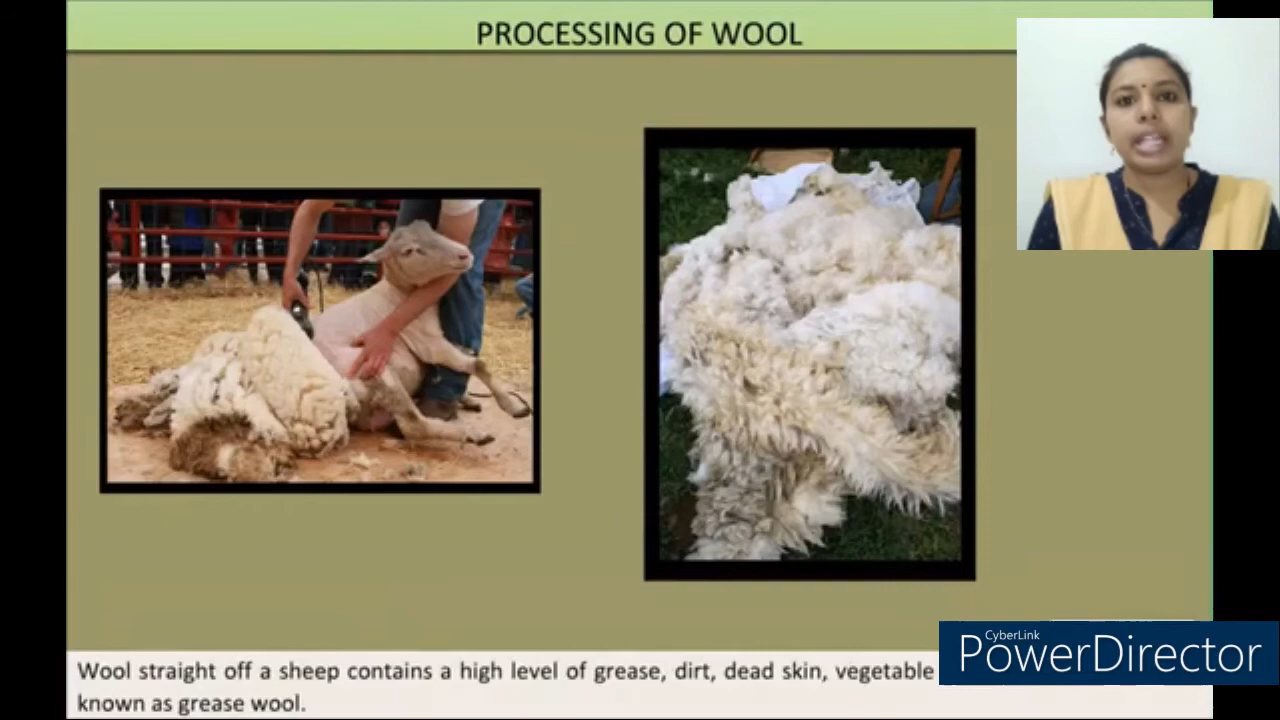 PROCESSING OF WOOL
Wool straight off a sheep contains a high level of grease, dirt, dead skin, vegetable
known as grease wool.
CyberLink
PowerDirector